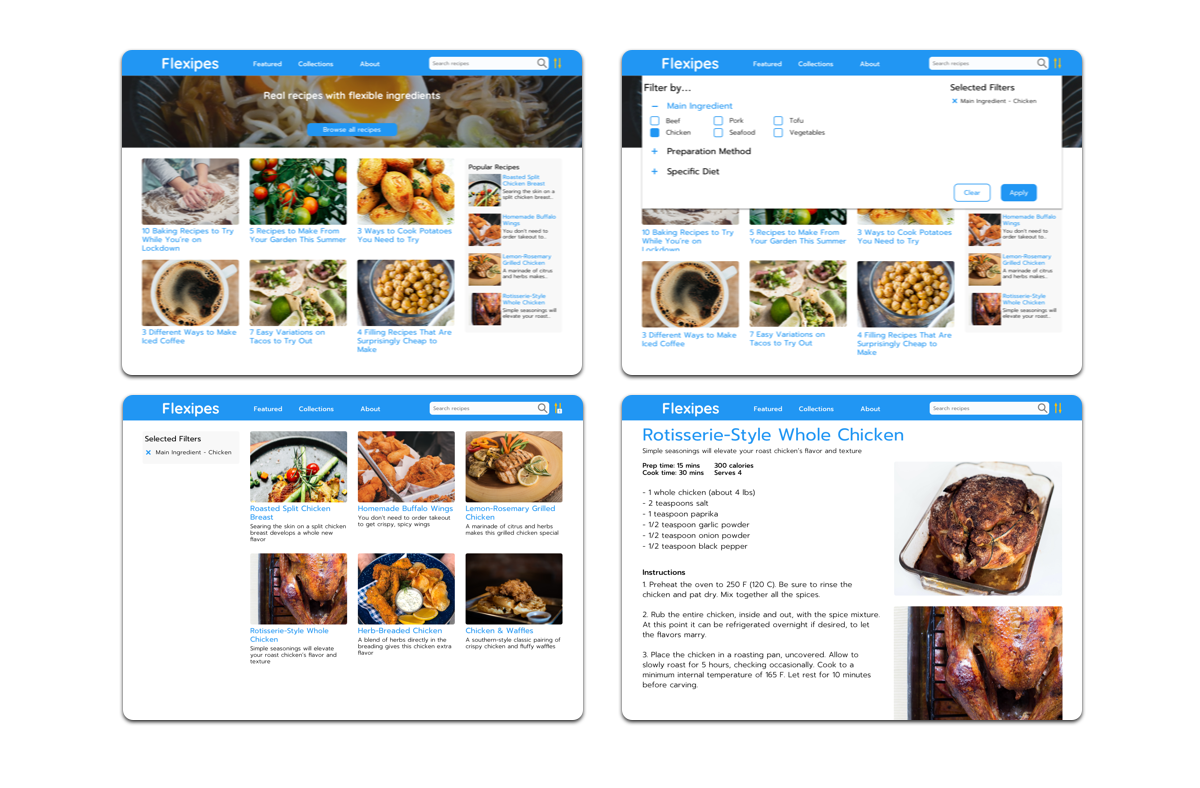 Flexipes
Featured
Collections
About
Search recipes
Real recipes with flexible ingredients
Browse all recipes
10 Baking Recipes to Try
While You're on
Lockdown
5 Recipes to Make From
Your Garden This Summer
3 Ways to Cook Potatoes
You Need to Try
3 Different Ways to Make
Iced Coffee
7 Easy Variations on
Tacos to Try Out
4 Filling Recipes That Are
Surprisingly Cheap to
Make
Popular Recipes
Roasted Split
Chicken Breast
Searing the skin on a
split chicken breast...
Homemade Buffalo
Wings
You don't need to
order takeout to...
Lemon-Rosemary
Grilled Chicken
A marinade of citrus
and herbs makes...
Rotisserie-Style
Whole Chicken
Simple seasonings will
elevate your roast...
Flexipes
Featured
Collections
About
Search recipes
Filter by...
− Main Ingredient
Beef
Pork
Tofu
Chicken
Seafood
Vegetables
+ Preparation Method
+ Specific Diet
Selected Filters
× Main Ingredient - Chicken
Clear
Apply
10 Baking Recipes to Try
While You're on
Lockdown
5 Recipes to Make From
Your Garden This Summer
3 Ways to Cook Potatoes
You Need to Try
3 Different Ways to Make
Iced Coffee
7 Easy Variations on
Tacos to Try Out
4 Filling Recipes That Are
Surprisingly Cheap to
Make
Homemade Buffalo
Wings
You don't need to
order takeout to...
Lemon-Rosemary
Grilled Chicken
A marinade of citrus
and herbs makes...
Rotisserie-Style
Whole Chicken
Simple seasonings will
elevate your roast...
Flexipes
Featured
Collections
About
Search recipes
Selected Filters
× Main Ingredient - Chicken
Roasted Split Chicken
Breast
Searing the skin on a split chicken
breast develops a whole new
flavor
Homemade Buffalo Wings
You don't need to order takeout
to get crispy, spicy wings
Lemon-Rosemary Grilled
Chicken
A marinade of citrus and herbs
makes this grilled chicken special
Rotisserie-Style Whole
Chicken
Simple seasonings will elevate
your roast chicken's flavor and
texture
Herb-Breaded Chicken
A blend of herbs directly in the
breading gives this chicken extra
flavor
Chicken & Waffles
A southern-style classic pairing of
crispy chicken and fluffy waffles
Flexipes
Featured
Collections
About
Search recipes
Rotisserie-Style Whole Chicken
Simple seasonings will elevate your roast chicken's flavor and texture
Prep time: 15 mins 300 calories
Cook time: 30 mins Serves 4
- 1 whole chicken (about 4 lbs)
- 2 teaspoons salt
- 1 teaspoon paprika
- 1/2 teaspoon garlic powder
- 1/2 teaspoon onion powder
- 1/2 teaspoon black pepper
Instructions
1. Preheat the oven to 250 F (120 C). Be sure to rinse the
chicken and pat dry. Mix together all the spices.
2. Rub the entire chicken, inside and out, with the spice mixture.
At this point it can be refrigerated overnight if desired, to let
the flavors marry.
3. Place the chicken in a roasting pan, uncovered. Allow to
slowly roast for 5 hours, checking occasionally. Cook to a
minimum internal temperature of 165 F. Let rest for 10 minutes
before carving.